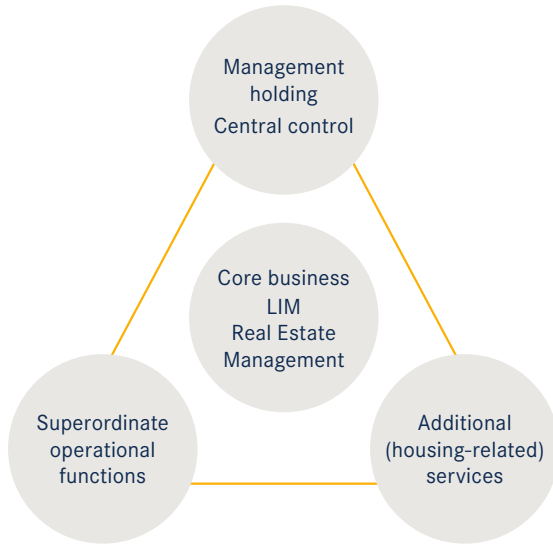 Management
holding
Central control
Core business
LIM
Real Estate
Management
Superordinate
operational
functions
Additional
(housing-related)
services